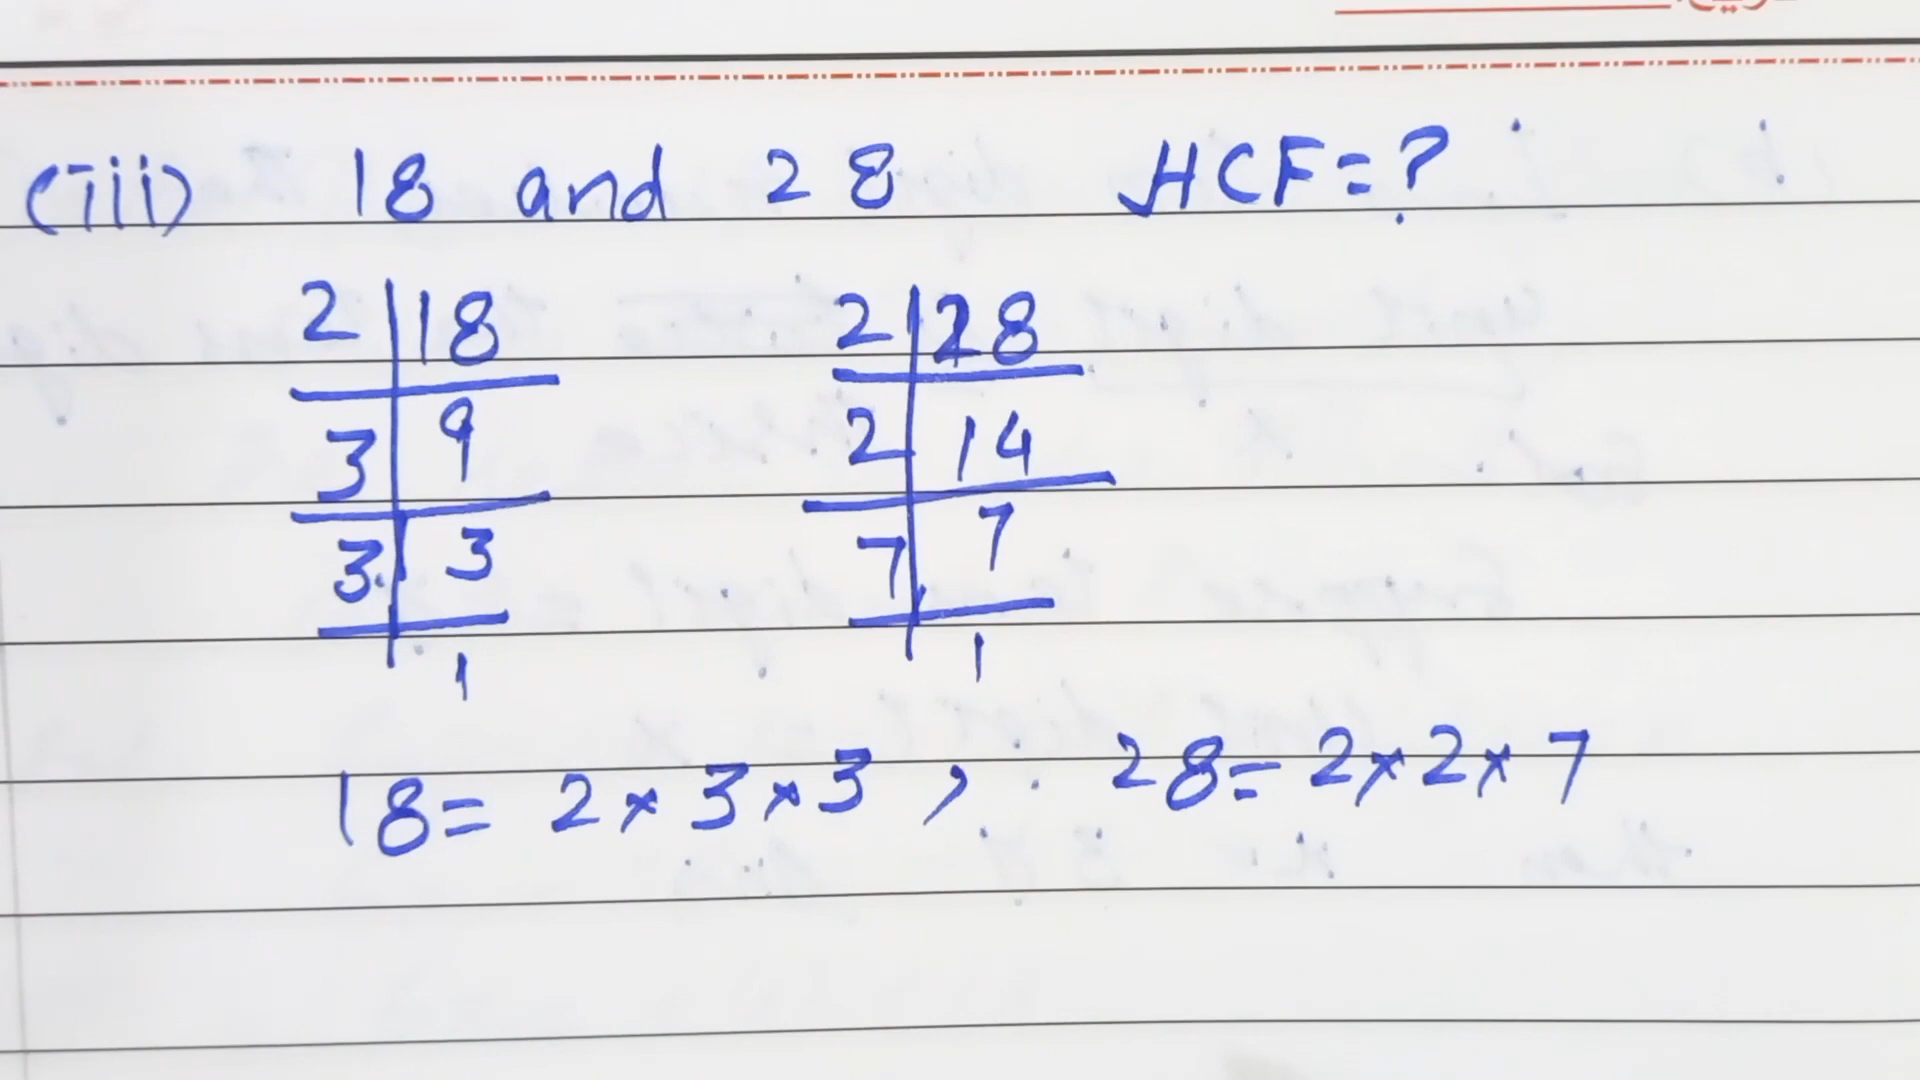 (iii) 18 and 28 HCF=?
2 | 18 2 | 28
3 | 9 2 | 14
3 | 3 7 | 7
1 1
18= 2×3×3 , 28= 2×2×7